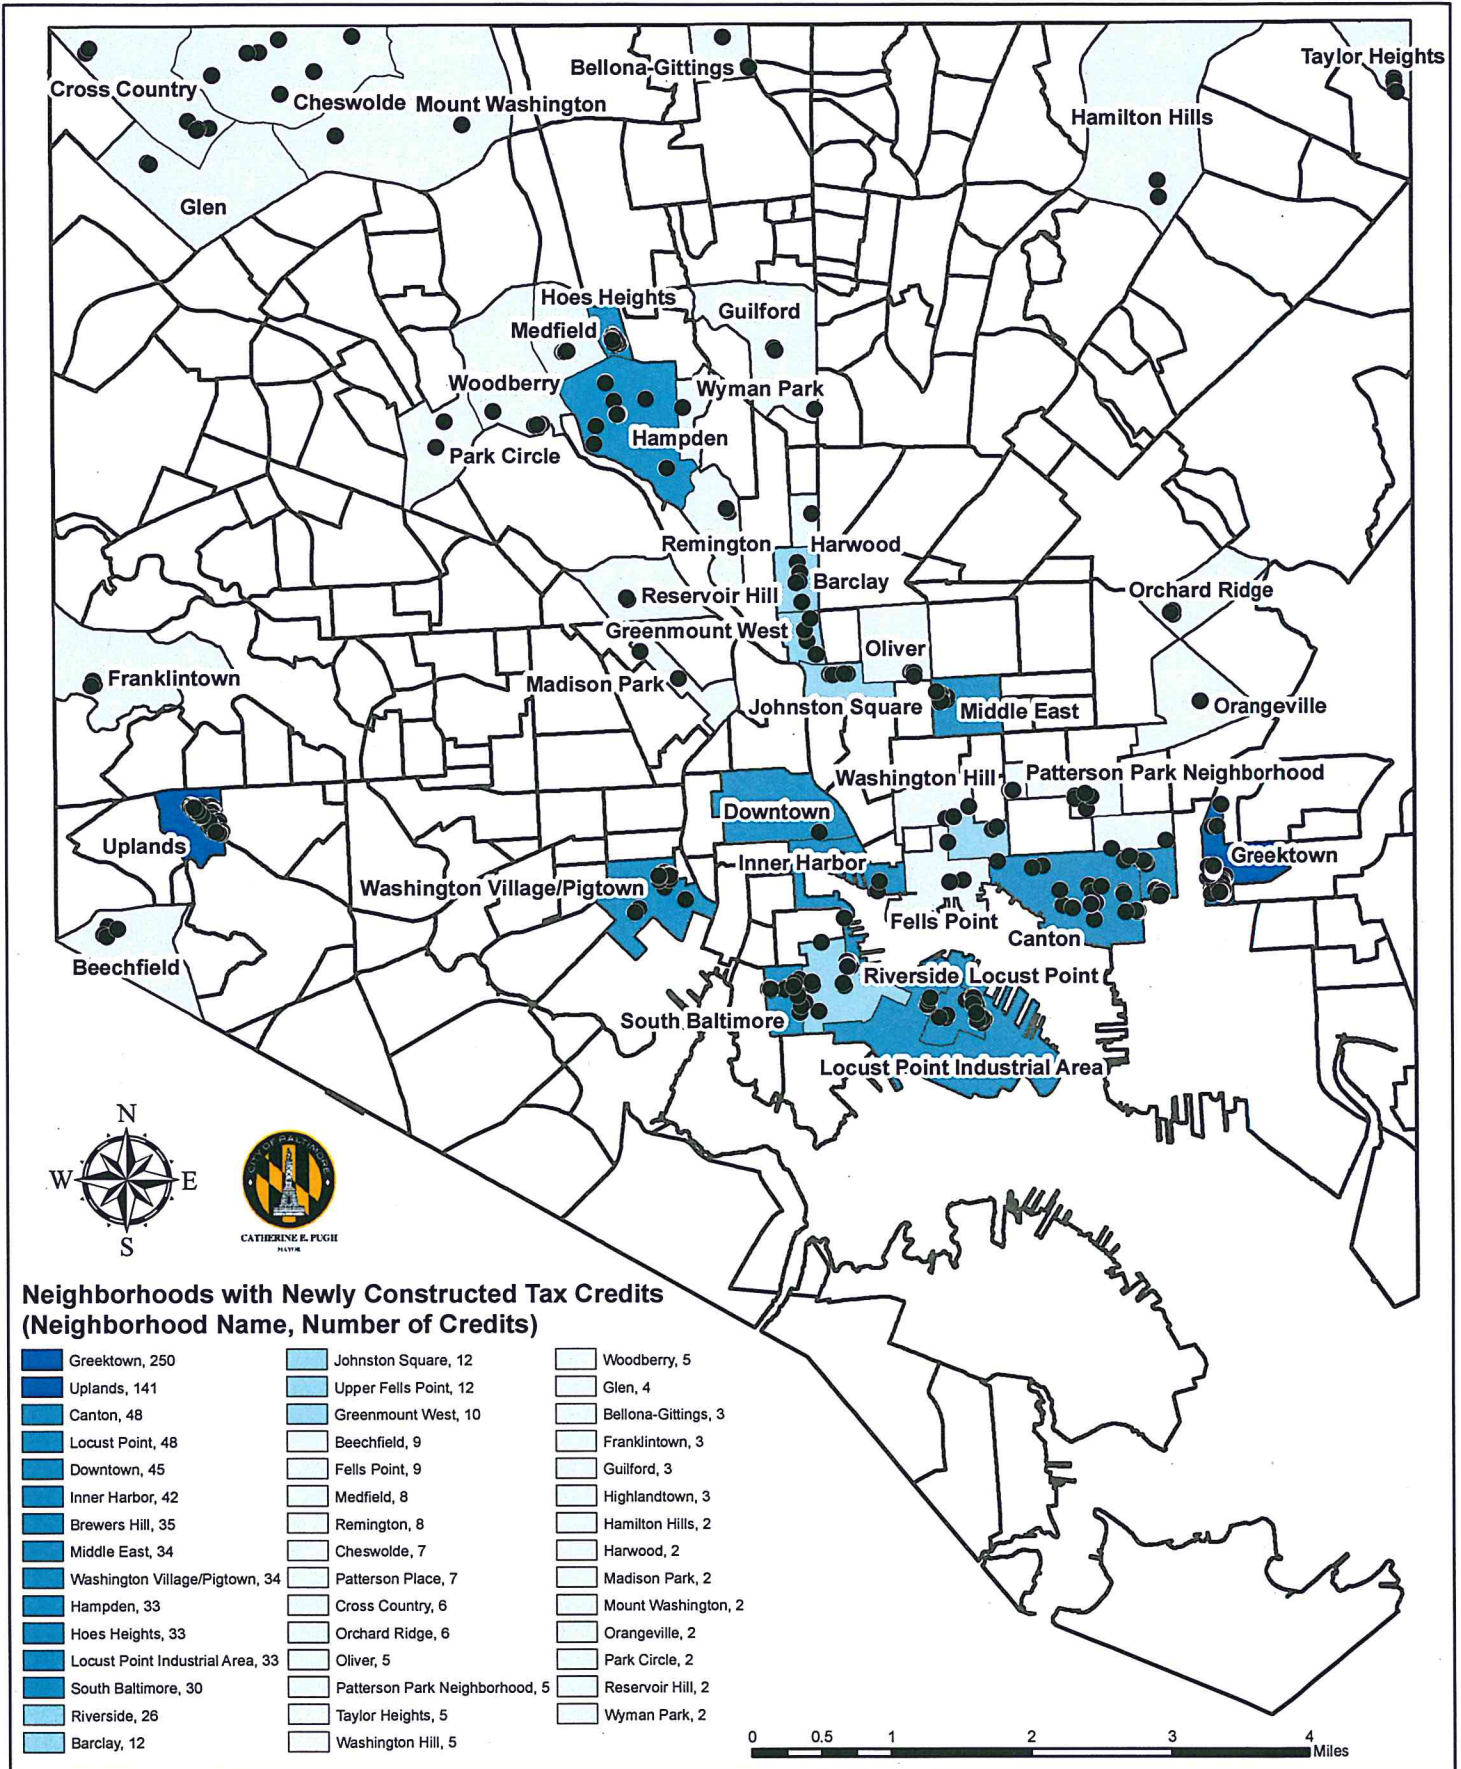 Taylor Heights
Bellona-Gittings
Cross Country
Cheswolde
Mount Washington
Hamilton Hills
Glen
Hoes Heights
Guilford
Medfield
Woodberry
Wyman Park
Hampden
Park Circle
Remington
Harwood
Barclay
Reservoir Hill
Orchard Ridge
Greenmount West
Oliver
Franklintown
Madison Park
Johnston Square
Middle East
Orangeville
Washington Hill
Patterson Park Neighborhood
Downtown
Uplands
Inner Harbor
Greektown
Washington Village/Pigtown
Fells Point
Canton
Beechfield
Riverside
Locust Point
South Baltimore
Locust Point Industrial Area
N
W
E
S
CITY OF BALTIMORE
CATHERINE E. PUGH
MAYOR
Neighborhoods with Newly Constructed Tax Credits
(Neighborhood Name, Number of Credits)
Greektown, 250
Uplands, 141
Canton, 48
Locust Point, 48
Downtown, 45
Inner Harbor, 42
Brewers Hill, 35
Middle East, 34
Washington Village/Pigtown, 34
Hampden, 33
Hoes Heights, 33
Locust Point Industrial Area, 33
South Baltimore, 30
Riverside, 26
Barclay, 12
Johnston Square, 12
Upper Fells Point, 12
Greenmount West, 10
Beechfield, 9
Fells Point, 9
Medfield, 8
Remington, 8
Cheswolde, 7
Patterson Place, 7
Cross Country, 6
Orchard Ridge, 6
Oliver, 5
Patterson Park Neighborhood, 5
Taylor Heights, 5
Washington Hill, 5
Woodberry, 5
Glen, 4
Bellona-Gittings, 3
Franklintown, 3
Guilford, 3
Highlandtown, 3
Hamilton Hills, 2
Harwood, 2
Madison Park, 2
Mount Washington, 2
Orangeville, 2
Park Circle, 2
Reservoir Hill, 2
Wyman Park, 2
0 0.5 1 2 3 4
Miles